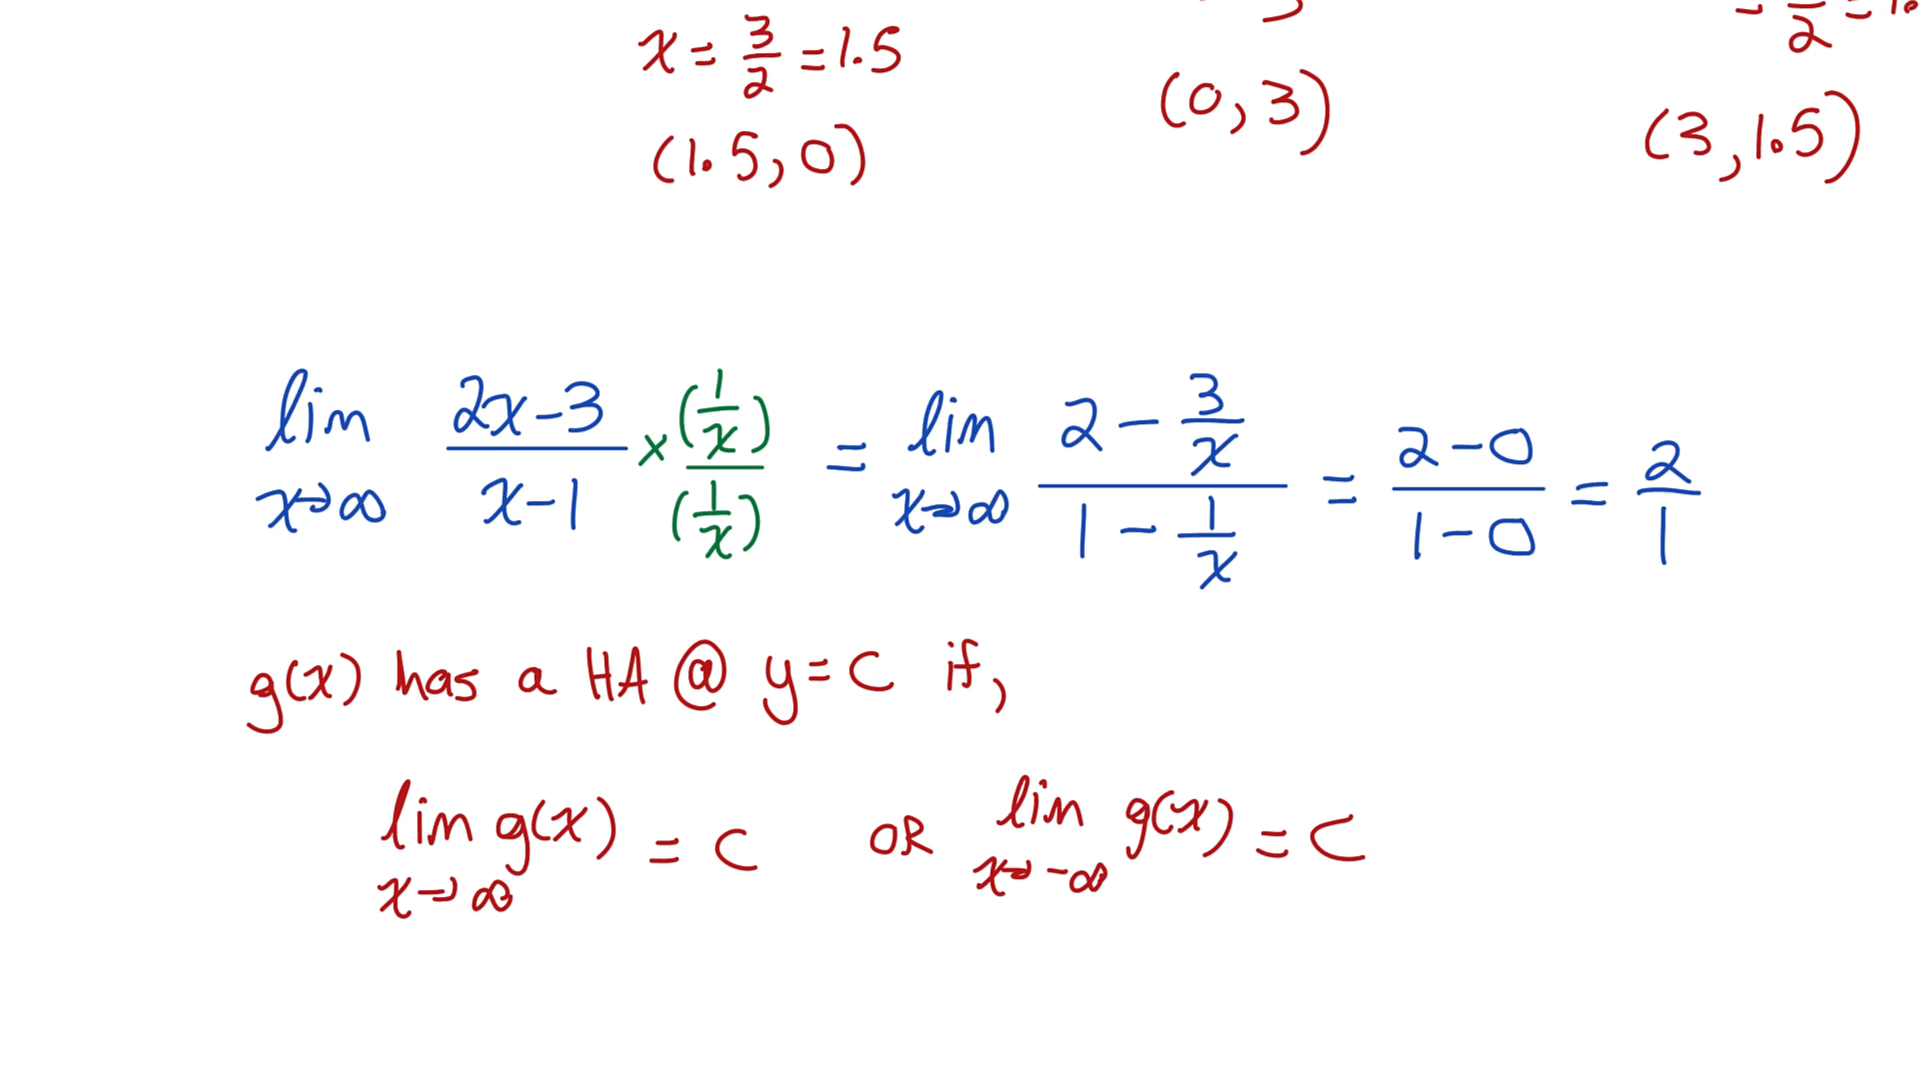 x = 3/2 = 1.5
(1.5, 0)
(0, 3)
(3, 1.5)
lim x→∞ (2x-3)/(x-1) × (1/x)/(1/x) = lim x→∞ (2 - 3/x)/(1 - 1/x) = (2-0)/(1-0) = 2/1
g(x) has a HA @ y=C if,
lim x→∞ g(x) = C OR lim x→-∞ g(x) = C